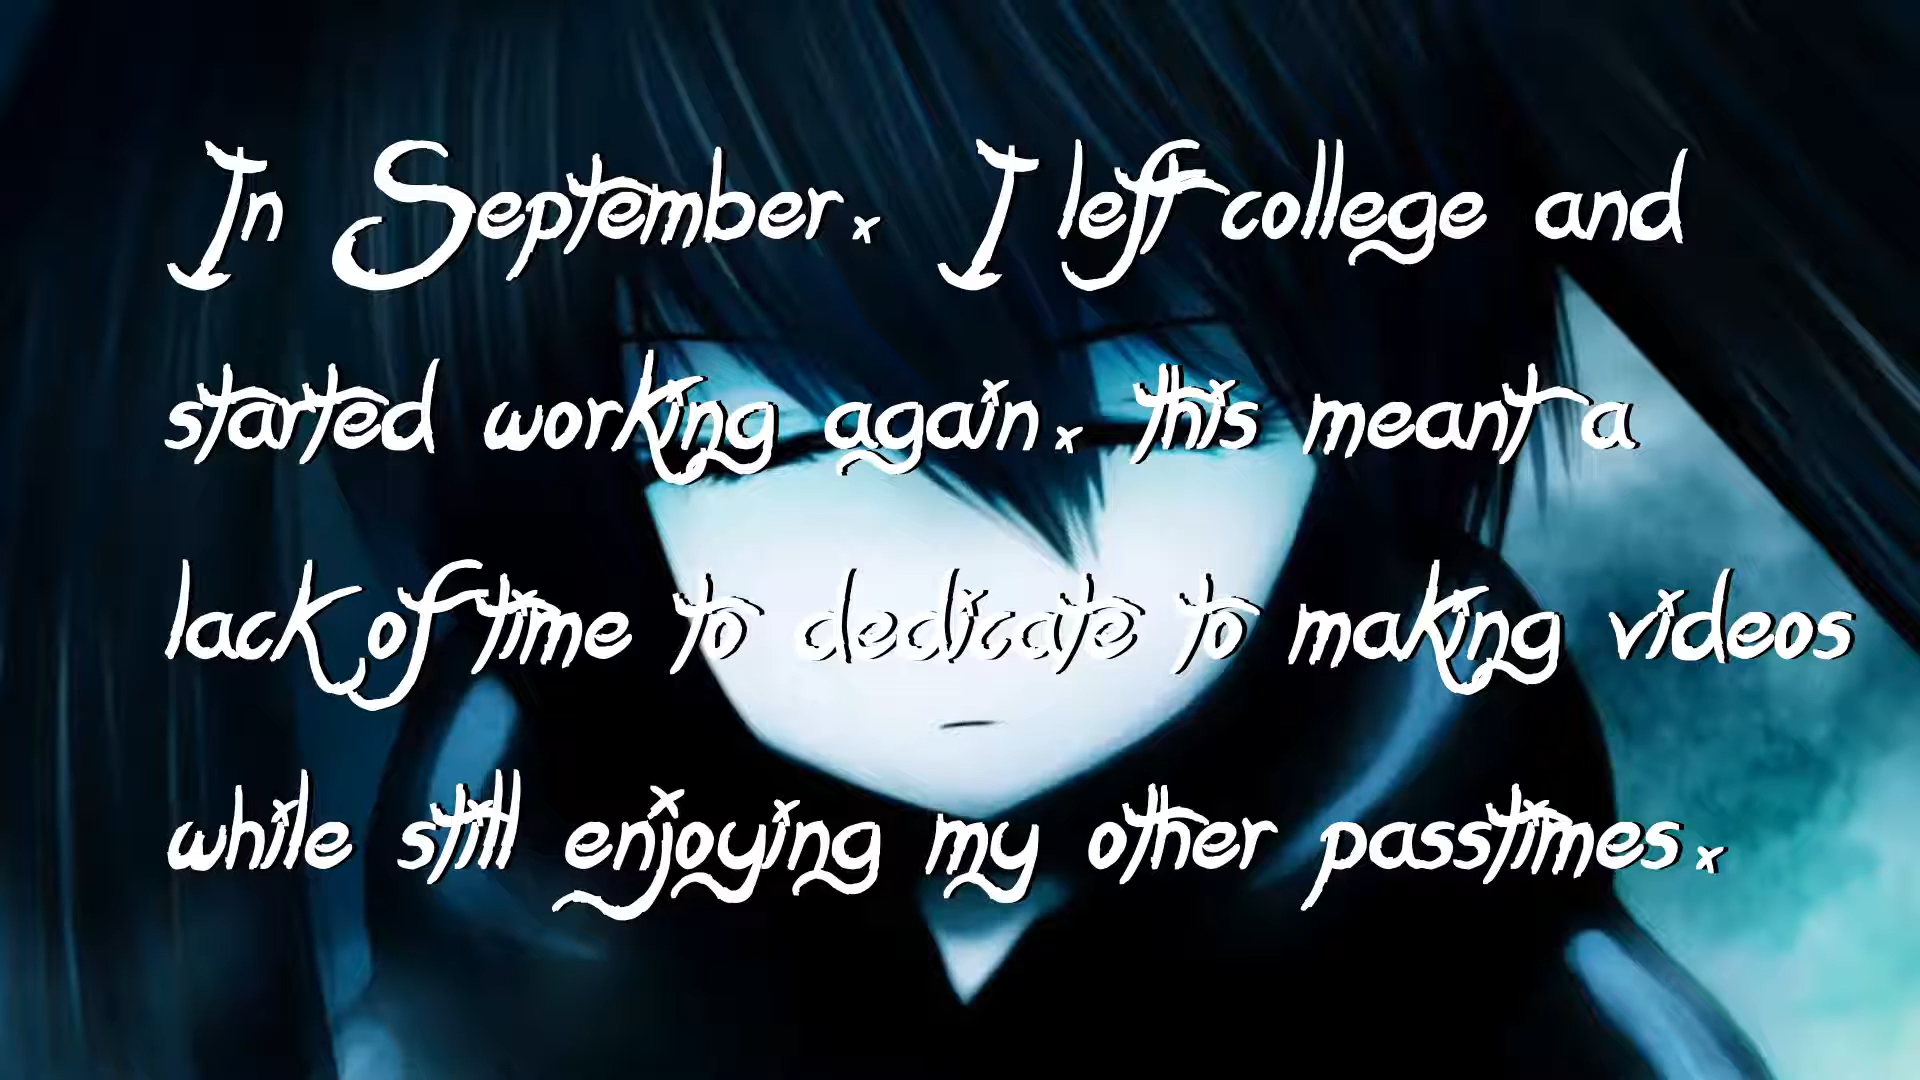 In September. I left college and
started working again. this meant a
lack of time to dedicate to making videos
while still enjoying my other passtimes.